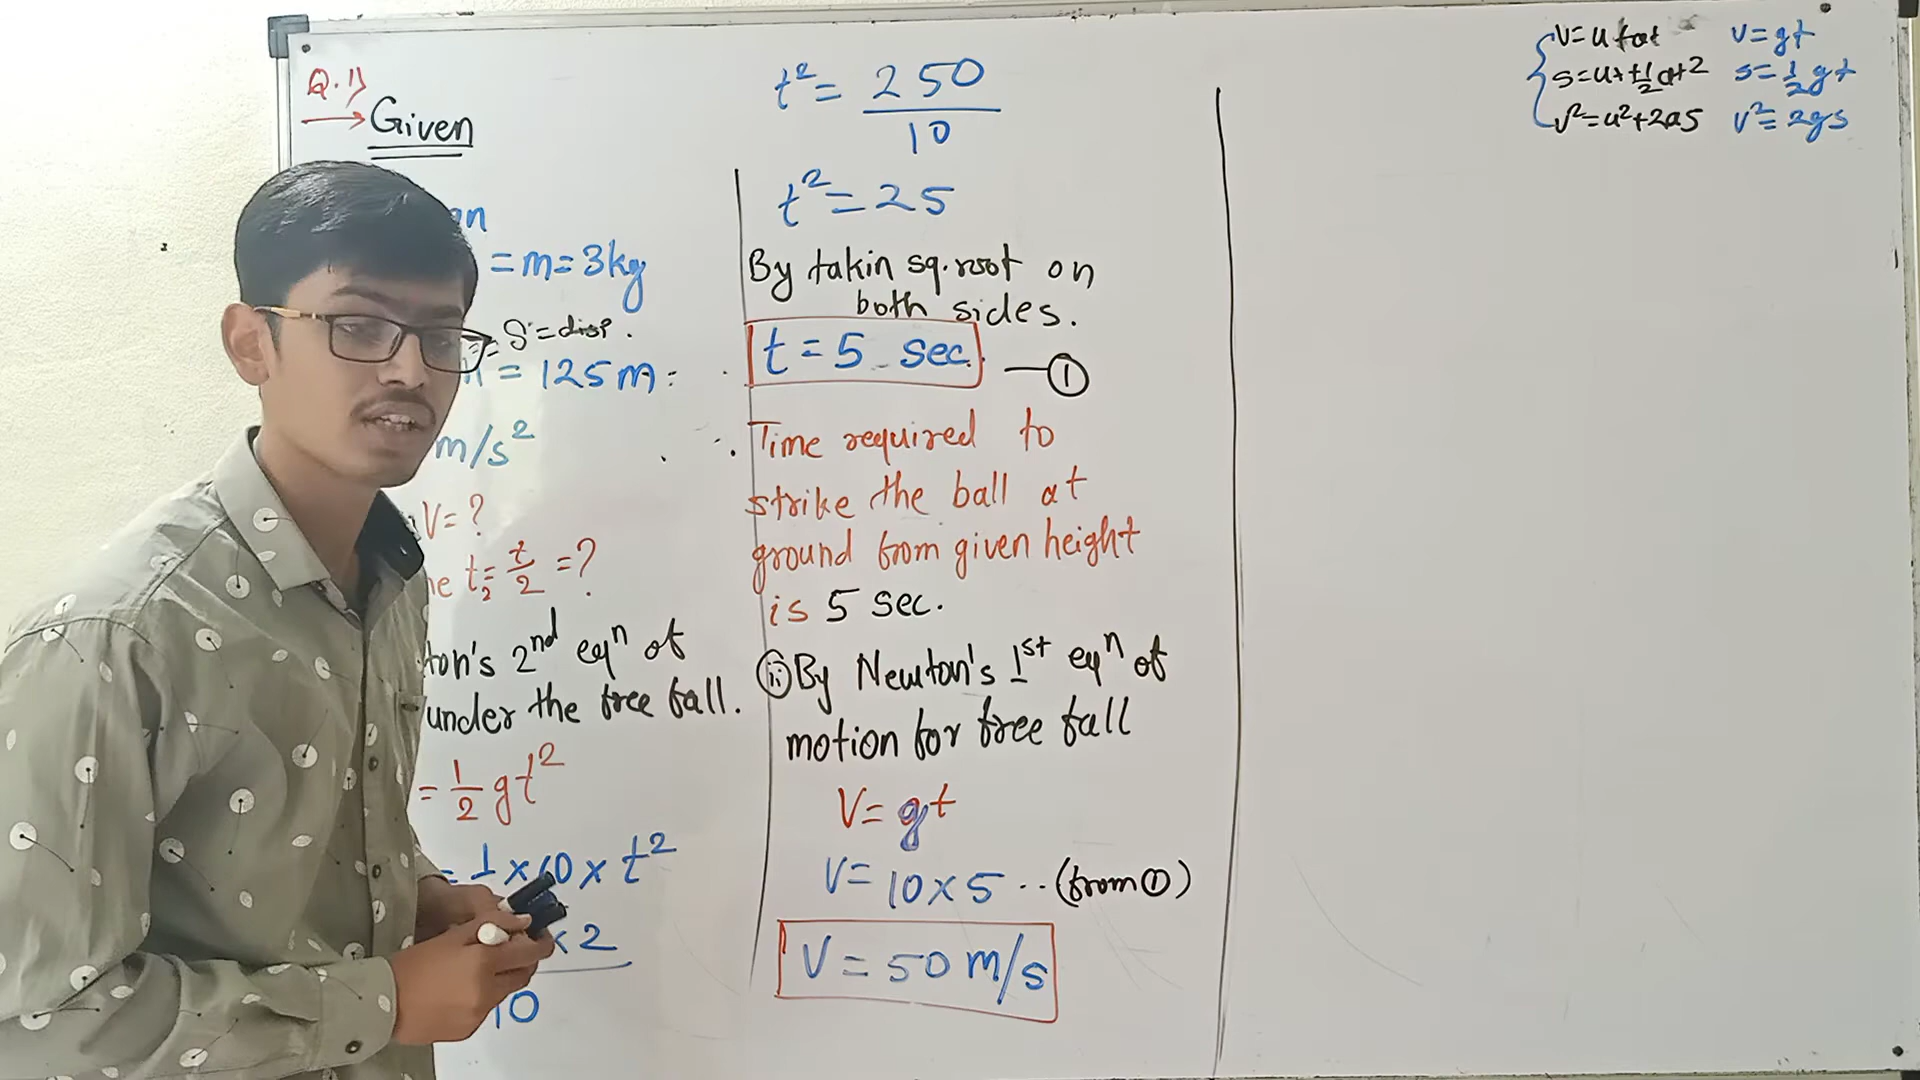 Q.1)
Given
= m = 3kg
= S = disp.
= 125m
m/s²
V = ?
t₂ = t/2 = ?
ton's 2nd eqn of
under the free fall.
= 1/2 gt²
= 1 × 10 × t²
× 2
10
t² = 250
10
t² = 25
By takin sq. root on
both sides.
t = 5 sec. — ①
Time required to
strike the ball at
ground from given height
is 5 sec.
ⅱ) By Newton's 1st eqn of
motion for free fall
V = gt
V = 10 × 5 ·· (from ①)
V = 50 m/s
V = u + at V = gt
S = ut + 1/2 at2 S = 1/2 gt
V² = u² + 2as V² = 2gs